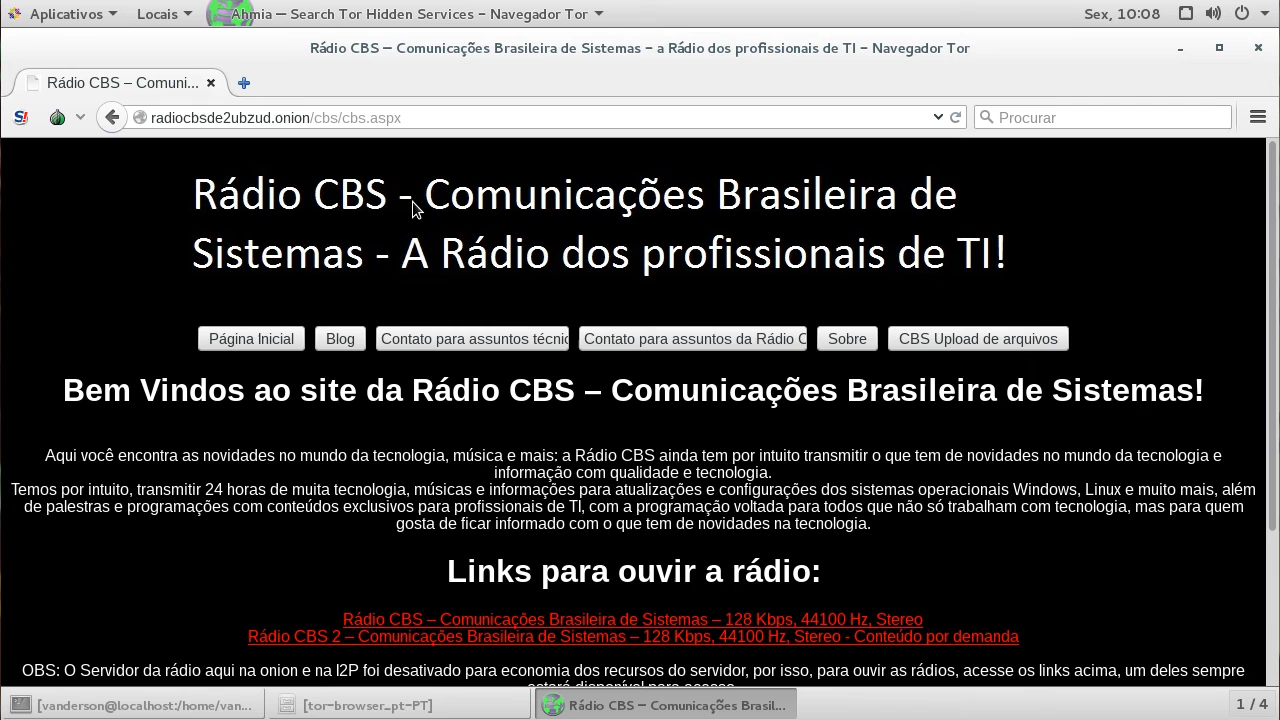 Aplicativos Locais Ahmia — Search Tor Hidden Services - Navegador Tor Sex, 10:08
Rádio CBS — Comunicações Brasileira de Sistemas - a Rádio dos profissionais de TI - Navegador Tor
Rádio CBS – Comuni...
radiocbsde2ubzud.onion/cbs/cbs.aspx Procurar
Rádio CBS - Comunicações Brasileira de
Sistemas - A Rádio dos profissionais de TI!
Página Inicial Blog Contato para assuntos técnic Contato para assuntos da Rádio C Sobre CBS Upload de arquivos
Bem Vindos ao site da Rádio CBS – Comunicações Brasileira de Sistemas!
Aqui você encontra as novidades no mundo da tecnologia, música e mais: a Rádio CBS ainda tem por intuito transmitir o que tem de novidades no mundo da tecnologia e
informação com qualidade e tecnologia.
Temos por intuito, transmitir 24 horas de muita tecnologia, músicas e informações para atualizações e configurações dos sistemas operacionais Windows, Linux e muito mais, além
de palestras e programações com conteúdos exclusivos para profissionais de TI, com a programação voltada para todos que não só trabalham com tecnologia, mas para quem
gosta de ficar informado com o que tem de novidades na tecnologia.
Links para ouvir a rádio:
Rádio CBS – Comunicações Brasileira de Sistemas – 128 Kbps, 44100 Hz, Stereo
Rádio CBS 2 – Comunicações Brasileira de Sistemas – 128 Kbps, 44100 Hz, Stereo - Conteúdo por demanda
OBS: O Servidor da rádio aqui na onion e na I2P foi desativado para economia dos recursos do servidor, por isso, para ouvir as rádios, acesse os links acima, um deles sempre
estará disponível para acesso
[vanderson@localhost:/home/van... [tor-browser_pt-PT] Rádio CBS — Comunicações Brasil... 1 / 4